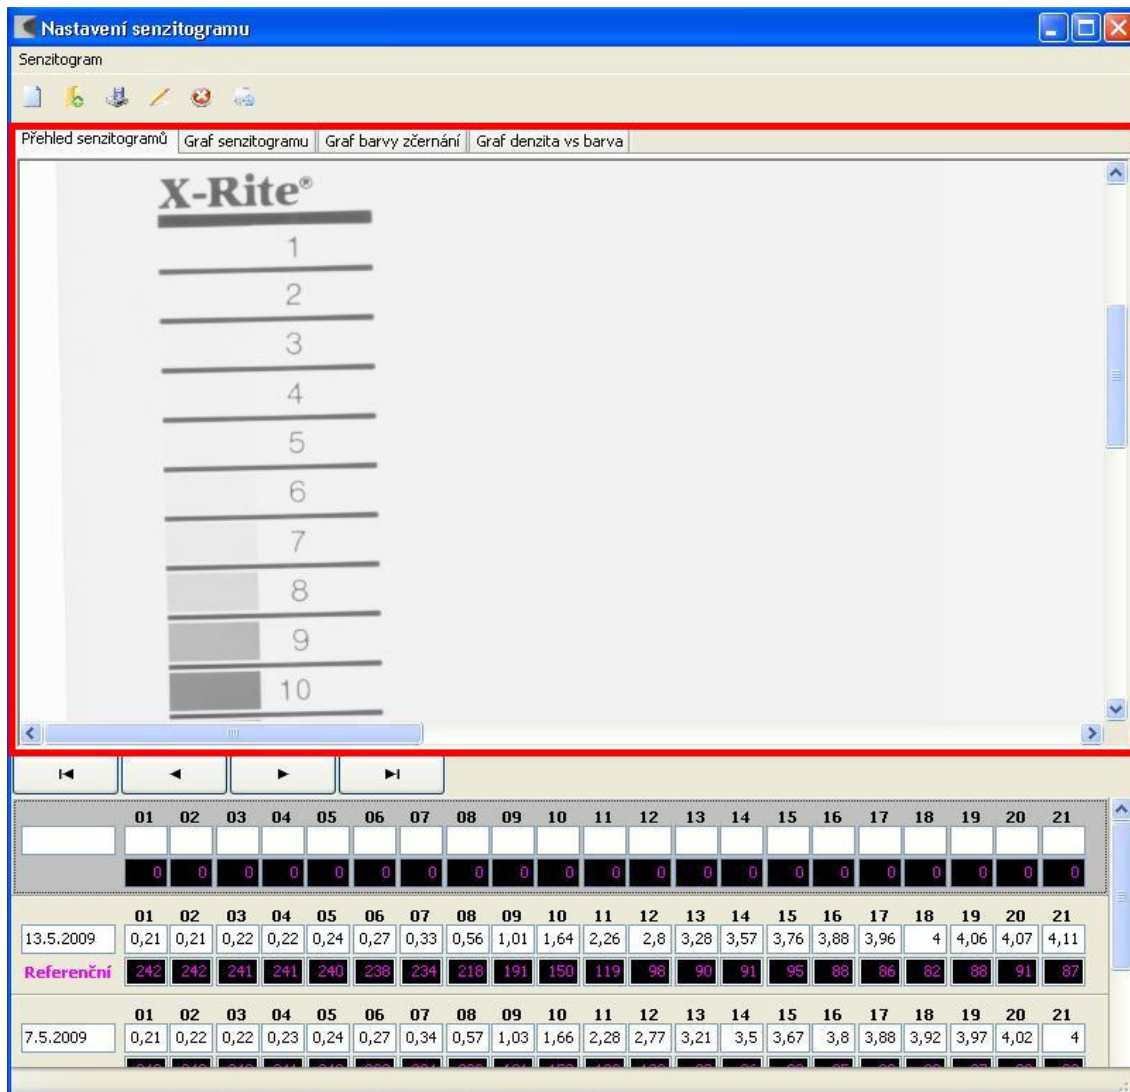 Nastavení senzitogramu
Senzitogram
Přehled senzitogramů Graf senzitogramu Graf barvy zčernání Graf denzita vs barva
X-Rite®
1
2
3
4
5
6
7
8
9
10
01 02 03 04 05 06 07 08 09 10 11 12 13 14 15 16 17 18 19 20 21
0 0 0 0 0 0 0 0 0 0 0 0 0 0 0 0 0 0 0 0 0
01 02 03 04 05 06 07 08 09 10 11 12 13 14 15 16 17 18 19 20 21
13.5.2009 0,21 0,21 0,22 0,22 0,24 0,27 0,33 0,56 1,01 1,64 2,26 2,8 3,28 3,57 3,76 3,88 3,96 4 4,06 4,07 4,11
Referenční 242 242 241 241 240 238 234 218 191 150 119 98 90 91 95 88 86 82 88 91 87
01 02 03 04 05 06 07 08 09 10 11 12 13 14 15 16 17 18 19 20 21
7.5.2009 0,21 0,22 0,22 0,23 0,24 0,27 0,34 0,57 1,03 1,66 2,28 2,77 3,21 3,5 3,67 3,8 3,88 3,92 3,97 4,02 4